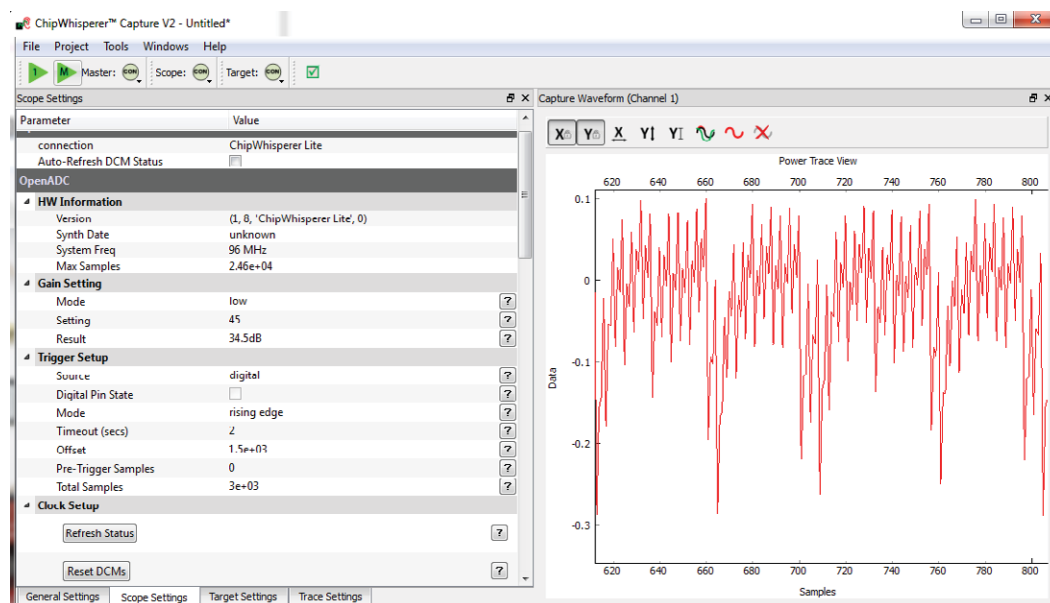 ChipWhisperer™ Capture V2 - Untitled*
File Project Tools Windows Help
1 M Master: CON Scope: CON Target: CON
Scope Settings
Parameter Value
connection ChipWhisperer Lite
Auto-Refresh DCM Status
OpenADC
HW Information
Version (1, 8, 'ChipWhisperer Lite', 0)
Synth Date unknown
System Freq 96 MHz
Max Samples 2.46e+04
Gain Setting
Mode low ?
Setting 45 ?
Result 34.5dB ?
Trigger Setup
Source digital ?
Digital Pin State ?
Mode rising edge ?
Timeout (secs) 2 ?
Offset 1.5e+03 ?
Pre-Trigger Samples 0 ?
Total Samples 3e+03 ?
Clock Setup
Refresh Status ?
Reset DCMs ?
General Settings Scope Settings Target Settings Trace Settings
Capture Waveform (Channel 1)
X Y X Y Y
Power Trace View
620 640 660 680 700 720 740 760 780 800
0.1
0
-0.1
-0.2
-0.3
Data
620 640 660 680 700 720 740 760 780 800
Samples